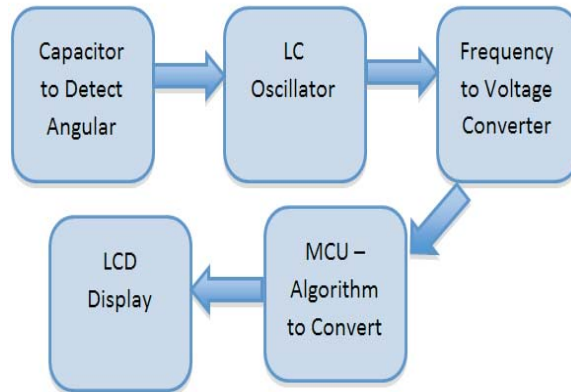 Capacitor
to Detect
Angular
LC
Oscillator
Frequency
to Voltage
Converter
MCU –
Algorithm
to Convert
LCD
Display